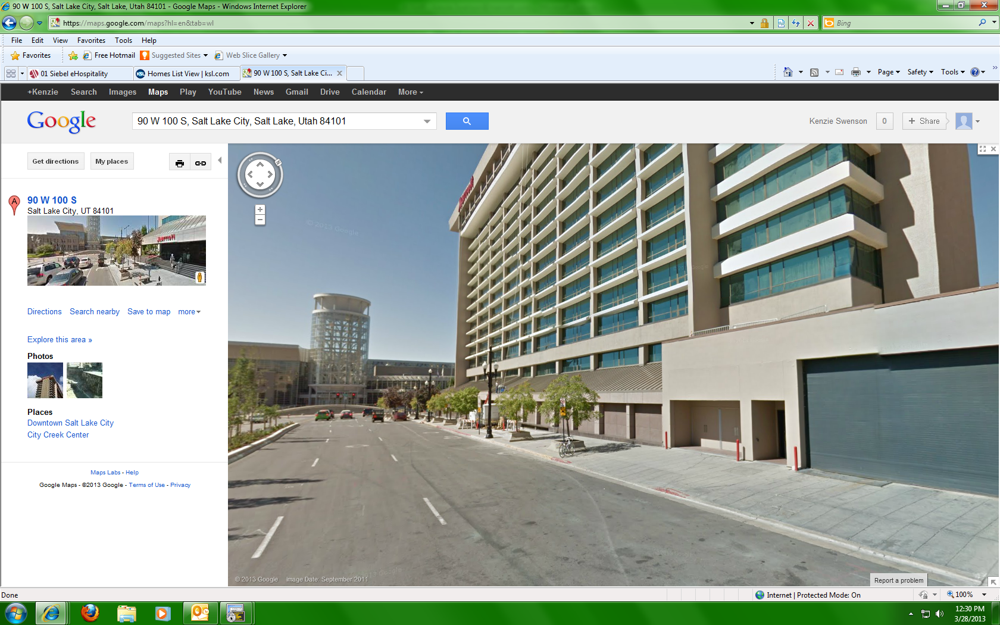 90 W 100 S, Salt Lake City, Salt Lake, Utah 84101 - Google Maps - Windows Internet Explorer
https://maps.google.com/maps?hl=en&tab=wl
Bing
File Edit View Favorites Tools Help
Favorites Free Hotmail Suggested Sites Web Slice Gallery
01 Siebel eHospitality Homes List View | ksl.com 90 W 100 S, Salt Lake Ci... Page Safety Tools
+Kenzie Search Images Maps Play YouTube News Gmail Drive Calendar More
Google 90 W 100 S, Salt Lake City, Salt Lake, Utah 84101 Kenzie Swenson 0 + Share
Get directions My places
A 90 W 100 S
Salt Lake City, UT 84101
Marriott
Directions Search nearby Save to map more
Explore this area »
Photos
Places
Downtown Salt Lake City
City Creek Center
Maps Labs - Help
Google Maps - ©2013 Google - Terms of Use - Privacy
Marriott
N
© 2013 Google
© 2013 Google Image Date: September 2011
Report a problem
Done Internet | Protected Mode: On 100%
12:30 PM
3/28/2013